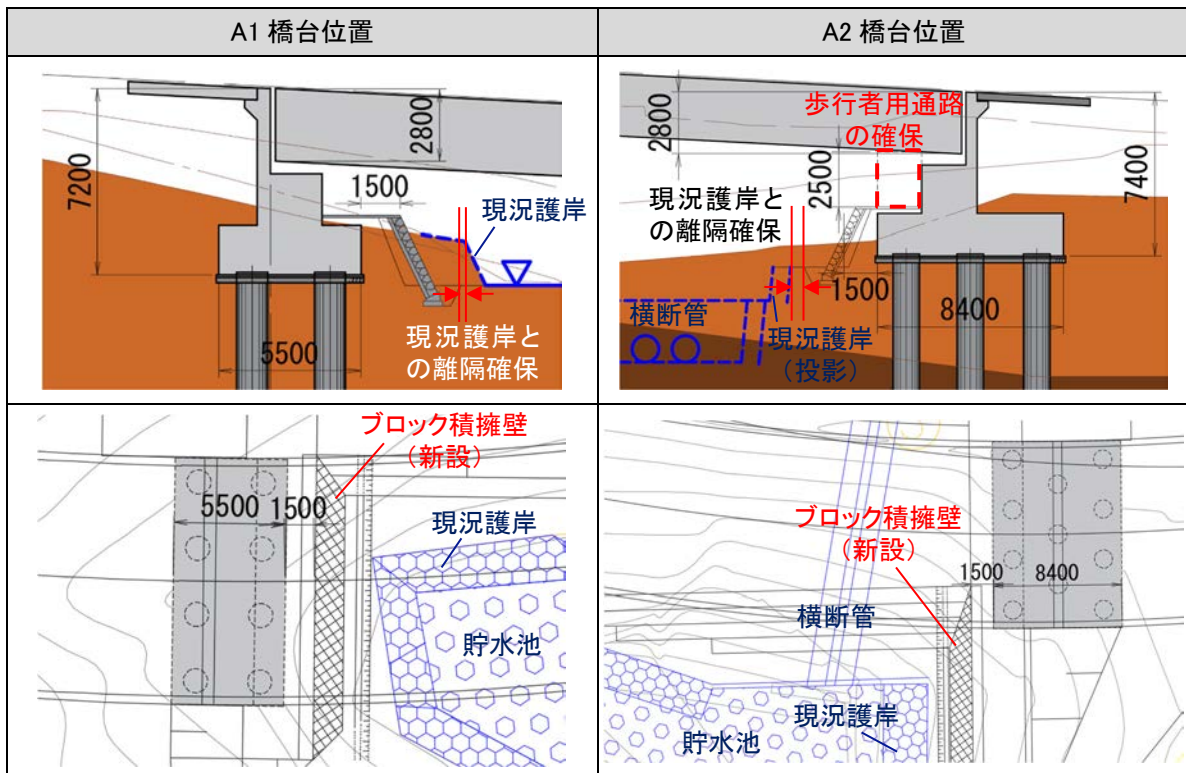 A1 橋台位置
A2 橋台位置
7200
2800
1500
現況護岸
5500
現況護岸と
の離隔確保
2800
歩行者用通路
の確保
2500
7400
現況護岸と
の離隔確保
1500
8400
横断管
現況護岸
(投影)
ブロック積擁壁
(新設)
5500
1500
現況護岸
貯水池
ブロック積擁壁
(新設)
1500
8400
横断管
現況護岸
貯水池